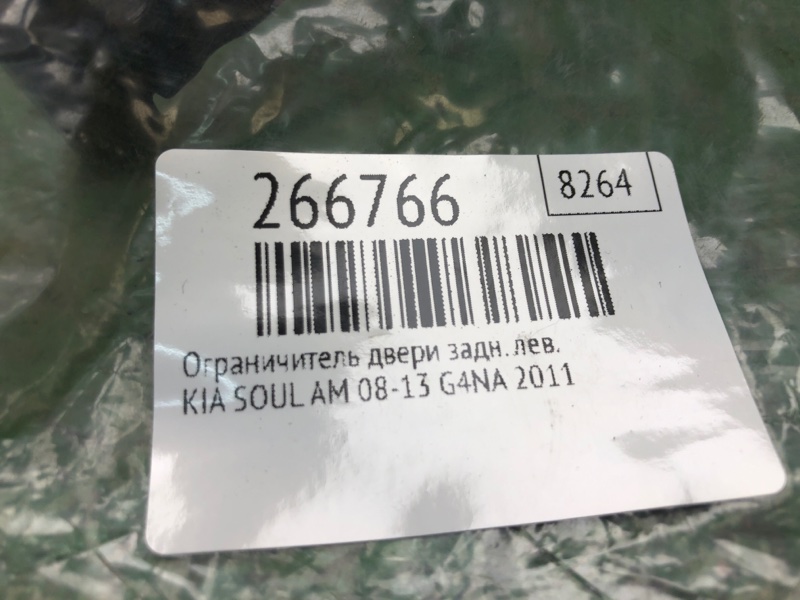 266766
8264
Ограничитель двери задн.лев.
KIA SOUL AM 08-13 G4NA 2011